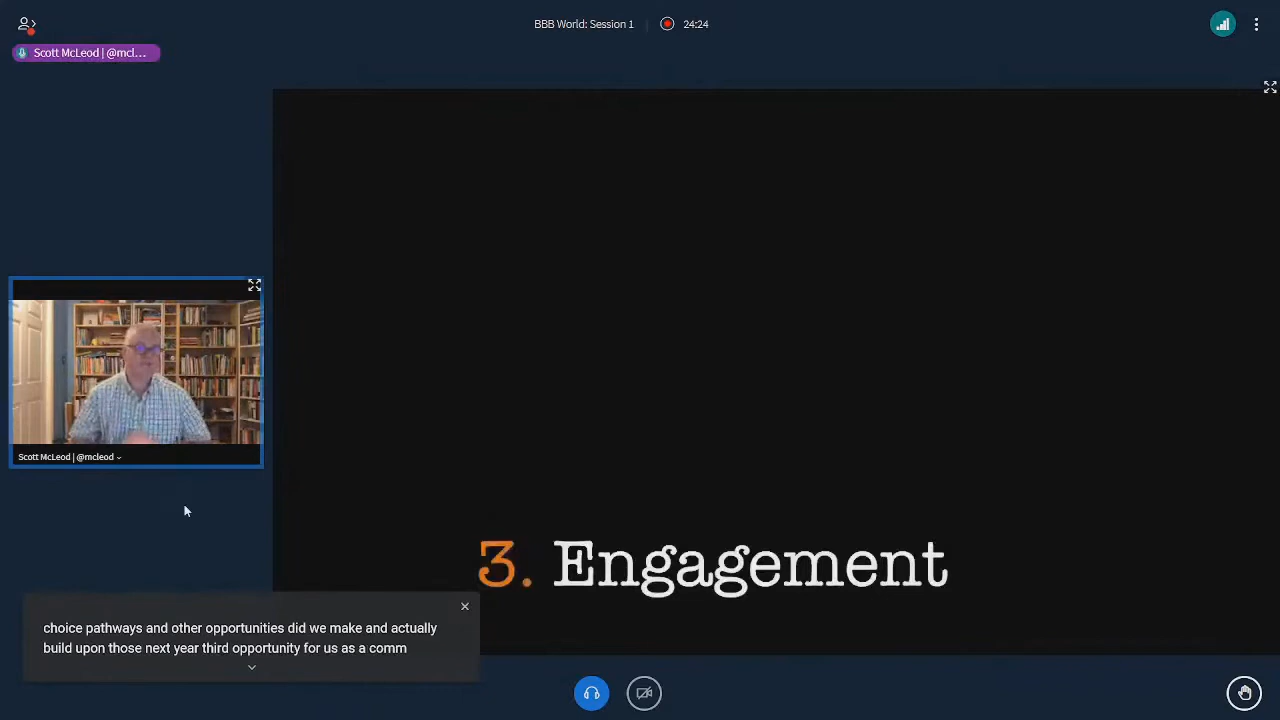 BBB World: Session 1
24:24
Scott McLeod | @mcl...
Scott McLeod | @mcleod
3. Engagement
choice pathways and other opportunities did we make and actually
build upon those next year third opportunity for us as a comm